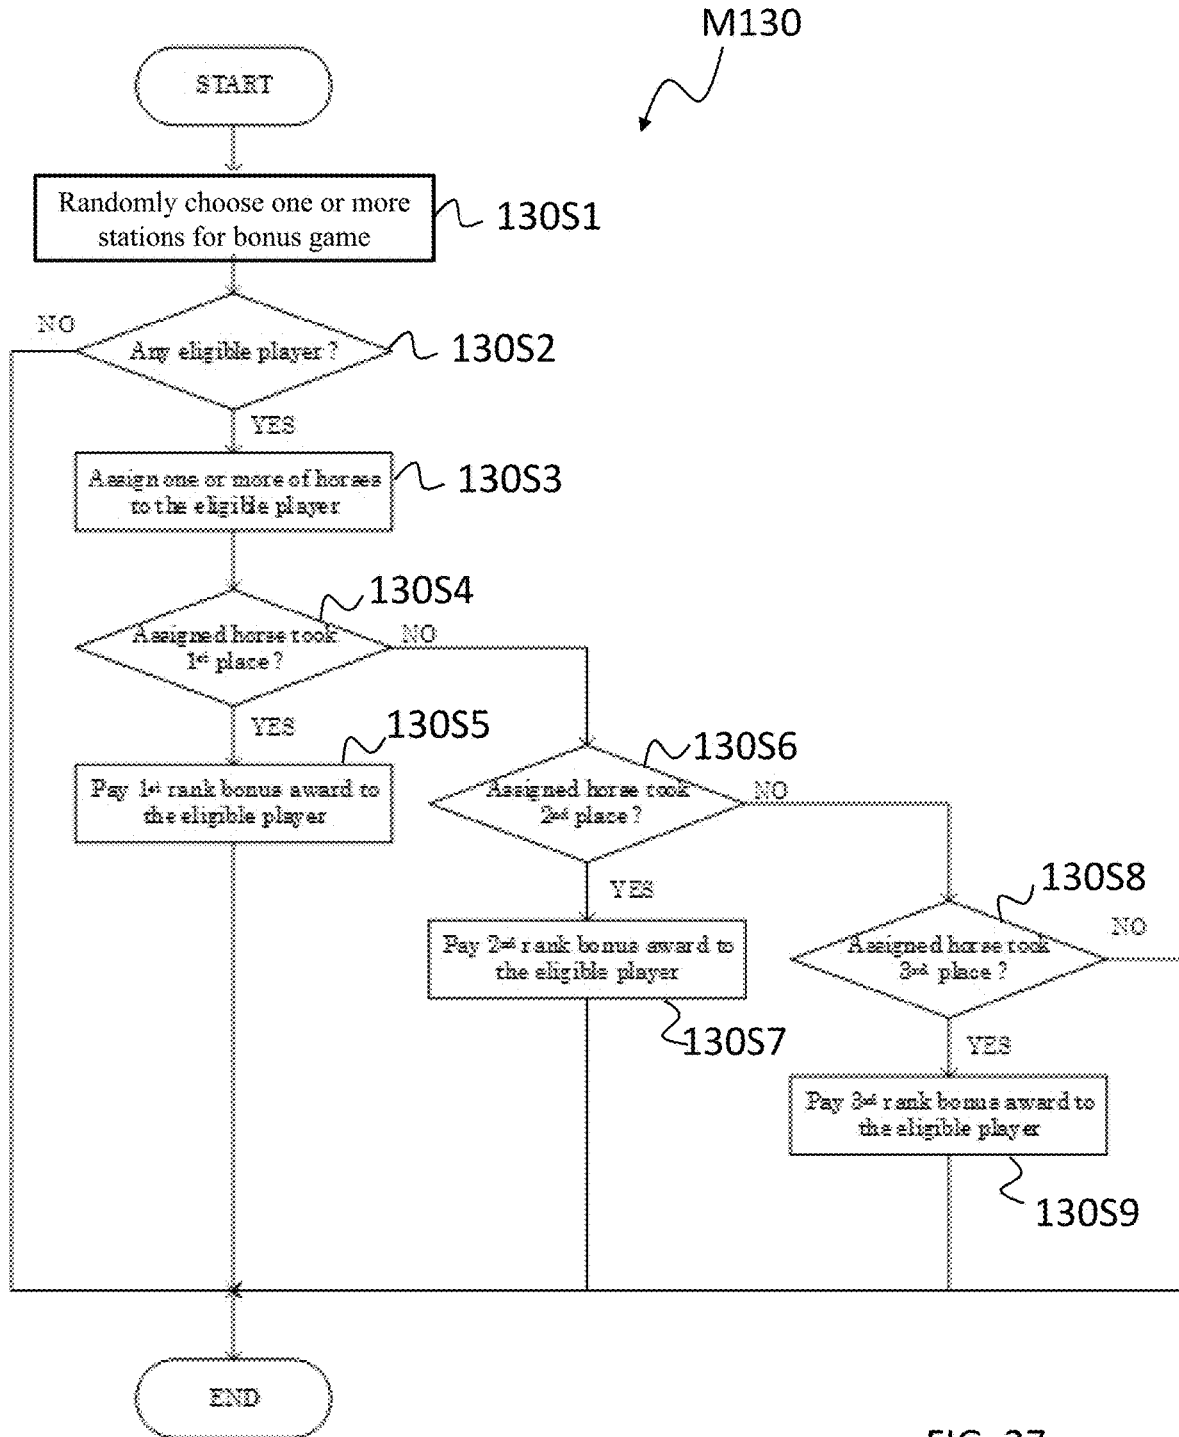 M130
START
Randomly choose one or more
stations for bonus game
130S1
NO
Any eligible player ?
130S2
YES
Assign one or more of horses
to the eligible player
130S3
130S4
Assigned horse took
1st place ?
NO
YES
130S5
Pay 1st rank bonus award to
the eligible player
130S6
Assigned horse took
2nd place ?
NO
YES
Pay 2nd rank bonus award to
the eligible player
130S7
130S8
Assigned horse took
3rd place ?
NO
YES
Pay 3rd rank bonus award to
the eligible player
130S9
END
FIG. 27